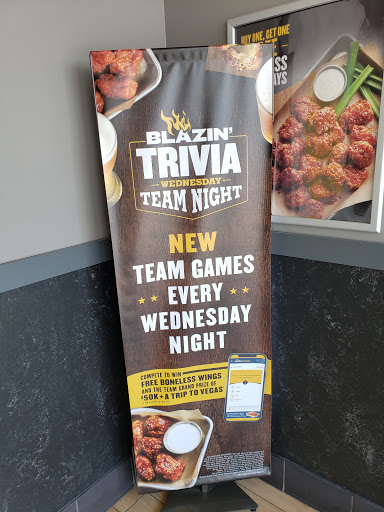 BUY ONE, GET ONE
BLAZIN'
TRIVIA
WEDNESDAY
TEAM NIGHT
NEW
TEAM GAMES
EVERY
WEDNESDAY
NIGHT
COMPETE TO WIN
FREE BONELESS WINGS
AND THE TEAM GRAND PRIZE OF
$50K + A TRIP TO VEGAS